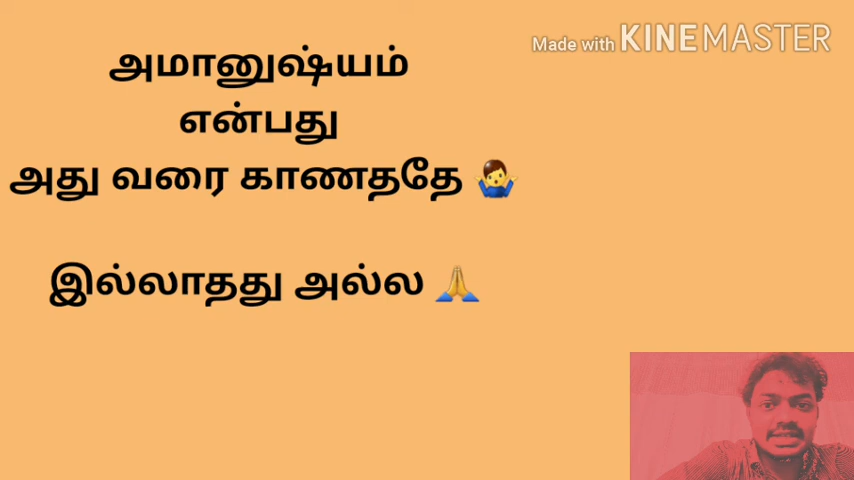 Made with KINEMASTER
அமானுஷ்யம்
என்பது
அது வரை காணததே 🤷‍♂️
இல்லாதது அல்ல 🙏